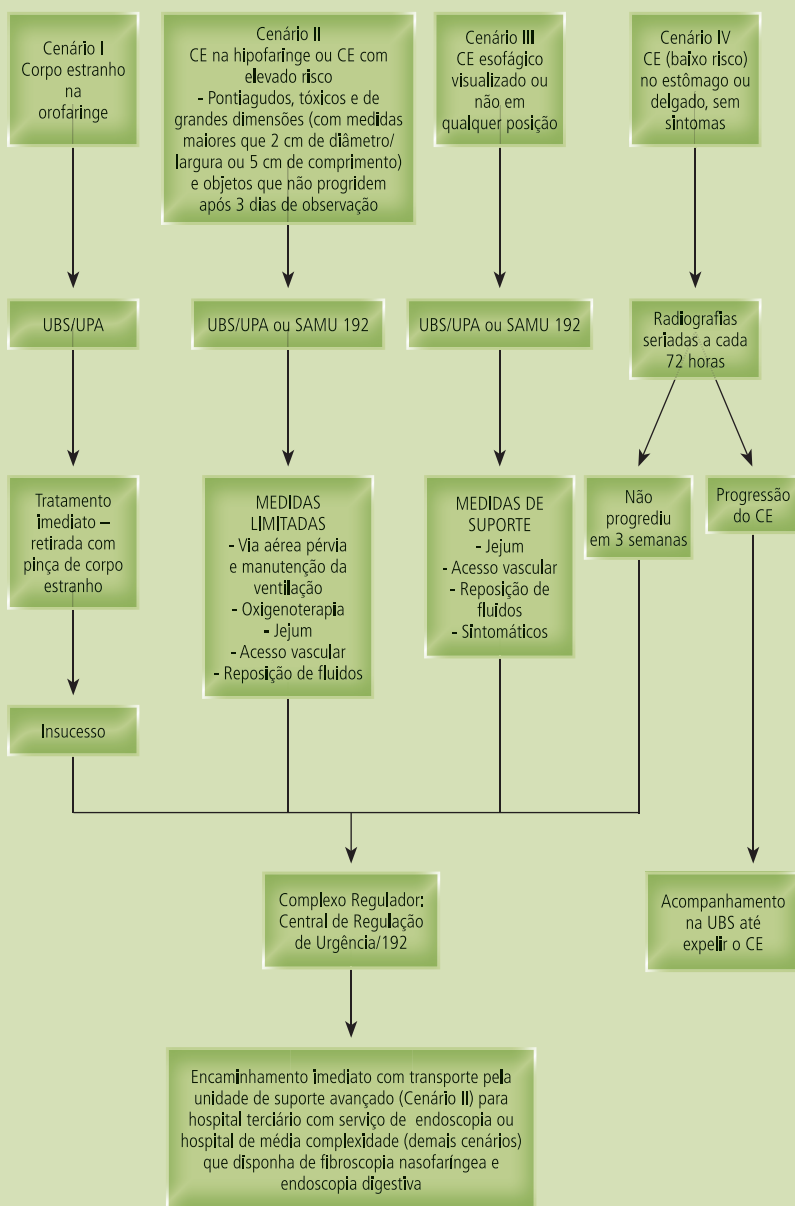 Cenário I
Corpo estranho
na
orofaringe
Cenário II
CE na hipofaringe ou CE com
elevado risco
- Pontiagudos, tóxicos e de
grandes dimensões (com medidas
maiores que 2 cm de diâmetro/
largura ou 5 cm de comprimento)
e objetos que não progridem
após 3 dias de observação
Cenário III
CE esofágico
visualizado ou
não em
qualquer posição
Cenário IV
CE (baixo risco)
no estômago ou
delgado, sem
sintomas
UBS/UPA
UBS/UPA ou SAMU 192
UBS/UPA ou SAMU 192
Radiografias
seriadas a cada
72 horas
Tratamento
imediato –
retirada com
pinça de corpo
estranho
MEDIDAS
LIMITADAS
- Via aérea pérvia
e manutenção da
ventilação
- Oxigenoterapia
- Jejum
- Acesso vascular
- Reposição de fluidos
MEDIDAS DE
SUPORTE
- Jejum
- Acesso vascular
- Reposição de
fluidos
- Sintomáticos
Não
progrediu
em 3 semanas
Progressão
do CE
Insucesso
Complexo Regulador:
Central de Regulação
de Urgência/192
Acompanhamento
na UBS até
expelir o CE
Encaminhamento imediato com transporte pela
unidade de suporte avançado (Cenário II) para
hospital terciário com serviço de endoscopia ou
hospital de média complexidade (demais cenários)
que disponha de fibroscopia nasofaríngea e
endoscopia digestiva